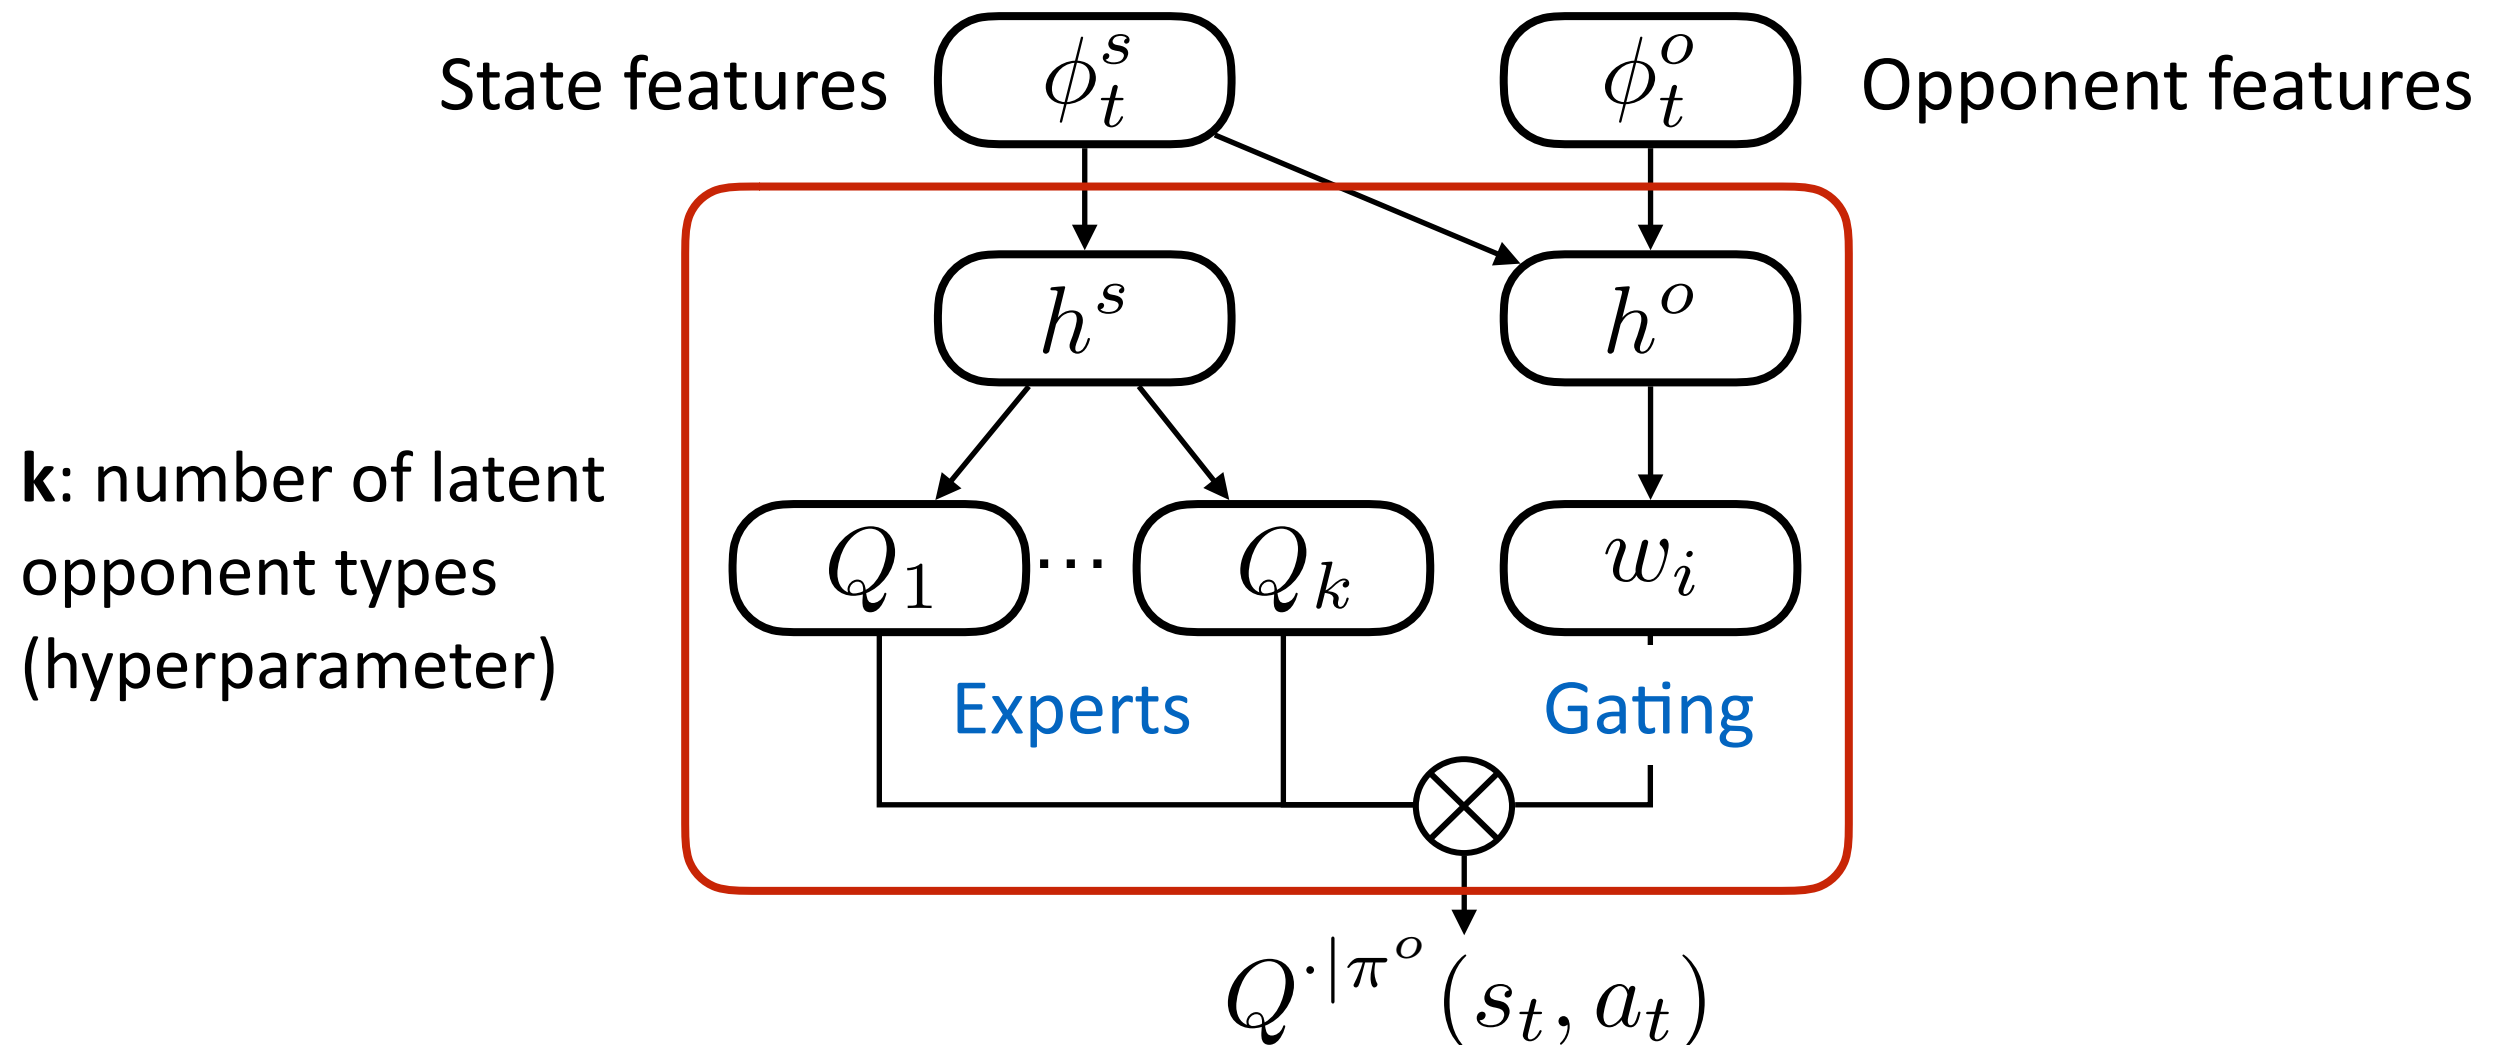 State features
ϕ_t^s
ϕ_t^o
Opponent features
h^s
h^o
k: number of latent
opponent types
(hyperparameter)
Q_1
⋯
Q_k
w_i
Experts
Gating
Q^{·|π^o}(s_t, a_t)